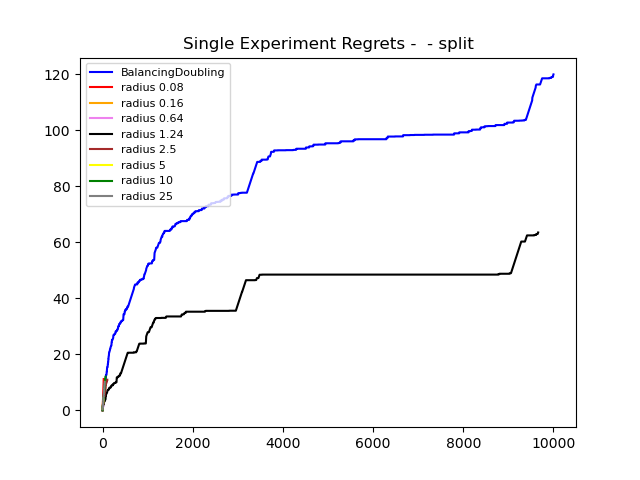 Single Experiment Regrets -  - split
BalancingDoubling
radius 0.08
radius 0.16
radius 0.64
radius 1.24
radius 2.5
radius 5
radius 10
radius 25
120
100
80
60
40
20
0
0 2000 4000 6000 8000 10000